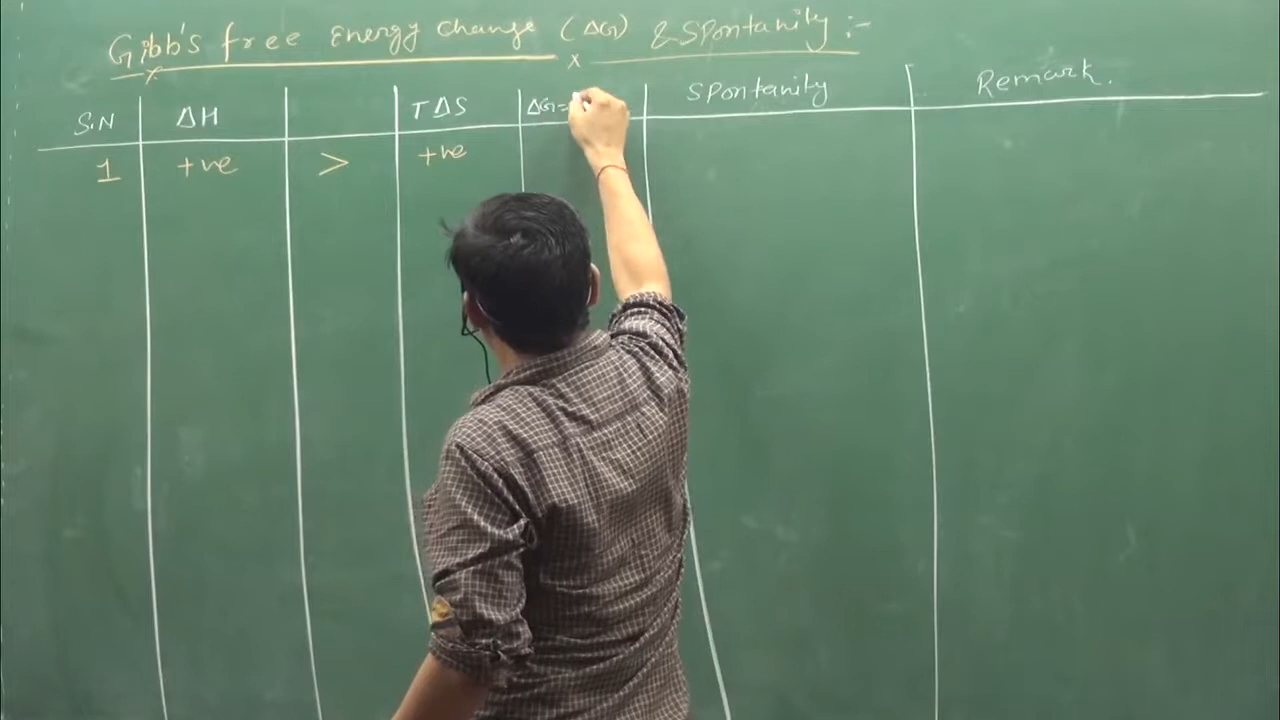 Gibb's free Energy change (ΔG) & Spontanity :-
S.N ΔH TΔS ΔG= Spontanity Remark.
1 +ve > +ve